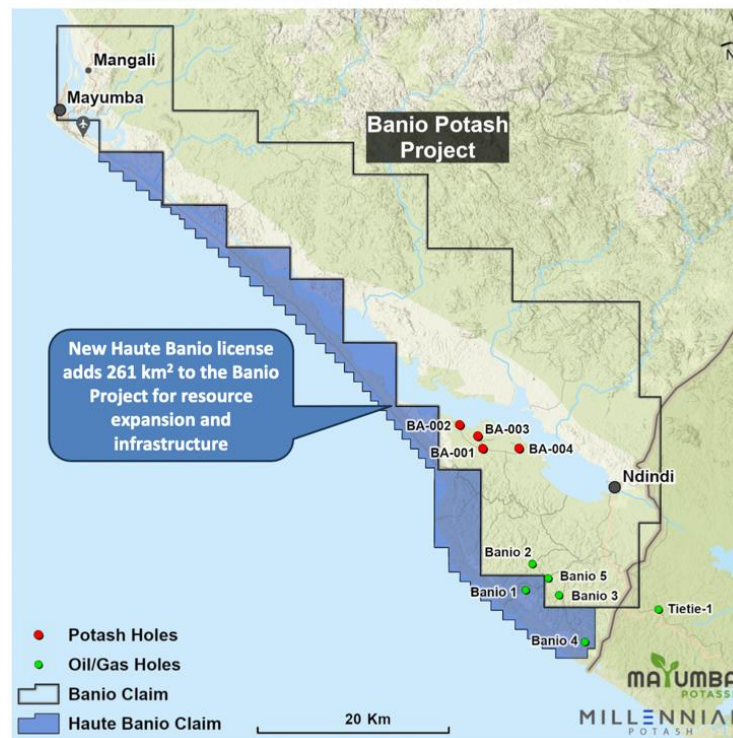 Mangali
Mayumba
Banio Potash
Project
New Haute Banio license
adds 261 km² to the Banio
Project for resource
expansion and
infrastructure
BA-002
BA-003
BA-001
BA-004
Ndindi
Banio 2
Banio 5
Banio 1
Banio 3
Tietie-1
Banio 4
Potash Holes
Oil/Gas Holes
Banio Claim
Haute Banio Claim
20 Km
MAYUMBA
POTASSE
MILLENNIAL
POTASH